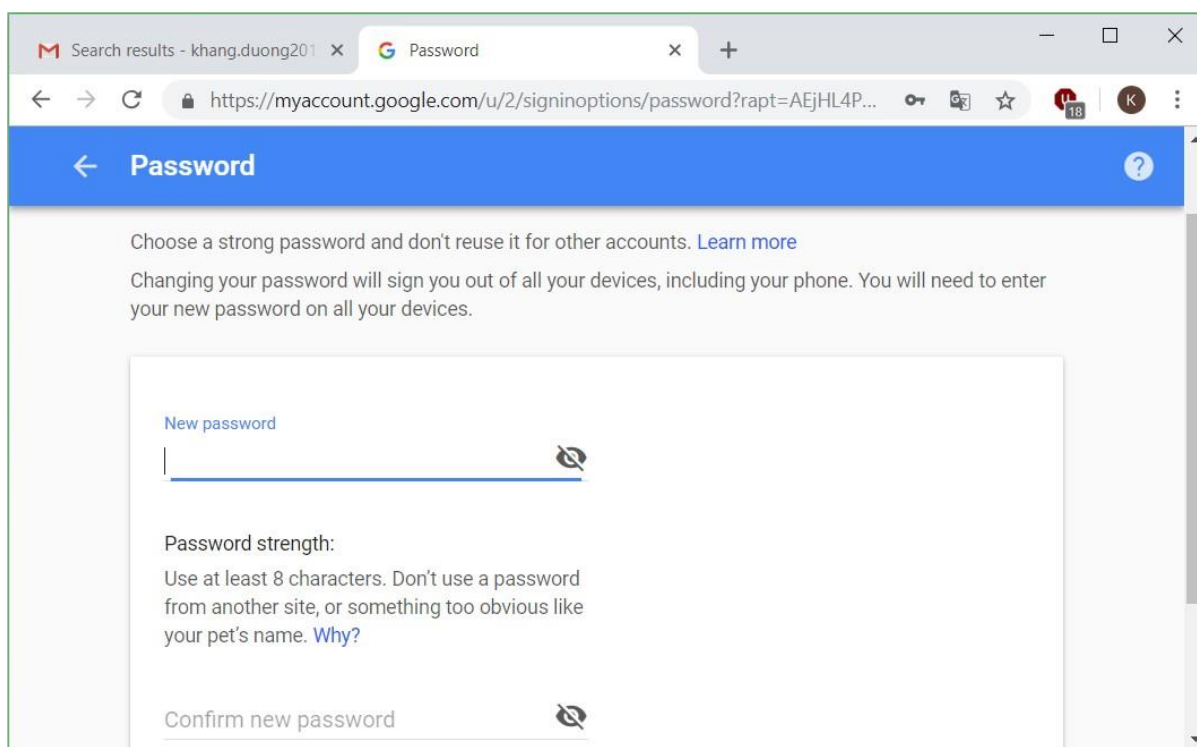 Search results - khang.duong201
Password
https://myaccount.google.com/u/2/signinoptions/password?rapt=AEjHL4P...
18
K
Password
Choose a strong password and don't reuse it for other accounts. Learn more
Changing your password will sign you out of all your devices, including your phone. You will need to enter
your new password on all your devices.
New password
Password strength:
Use at least 8 characters. Don’t use a password
from another site, or something too obvious like
your pet’s name. Why?
Confirm new password